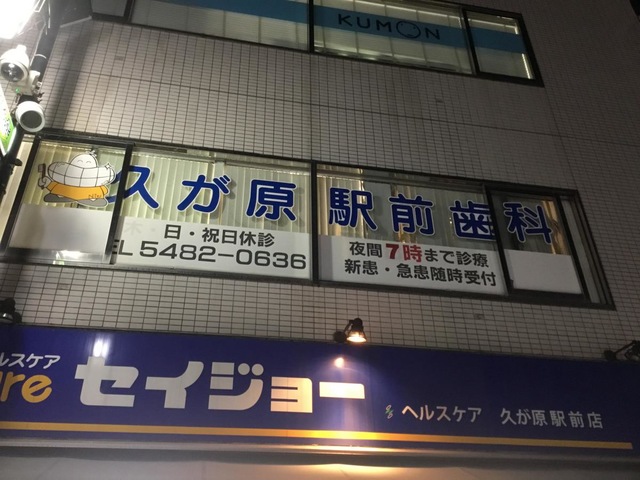 KUMON
久が原駅前歯科
日・祝日休診
TEL 5482-0636
夜間7時まで診療
新患・急患随時受付
ルスケア
are
セイジョー
ヘルスケア 久が原駅前店